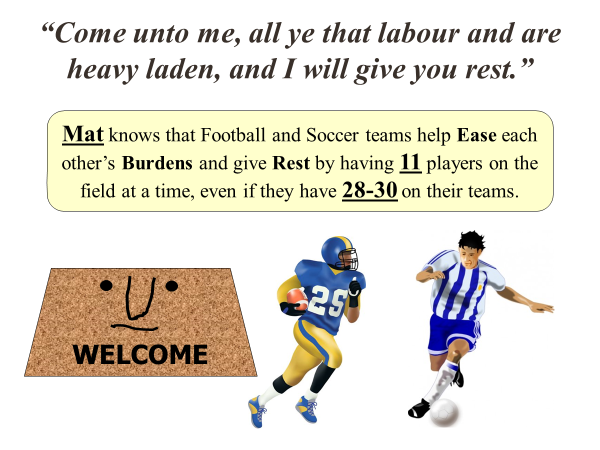 “Come unto me, all ye that labour and are
heavy laden, and I will give you rest.”
Mat knows that Football and Soccer teams help Ease each
other’s Burdens and give Rest by having 11 players on the
field at a time, even if they have 28-30 on their teams.
WELCOME
25